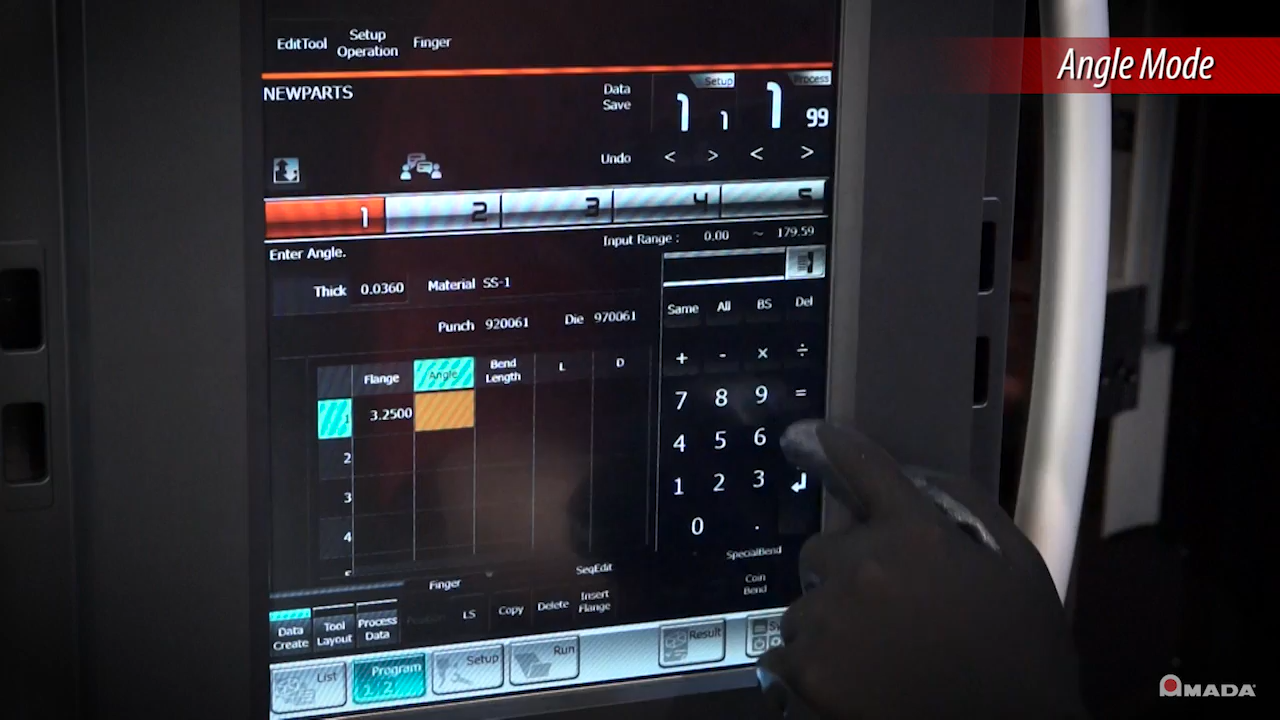 Angle Mode
EditTool
Setup
Operation
Finger
NEWPARTS
Data
Save
Setup
1 1
Process
1 99
Undo
< > < >
1 2 3 4 5
Enter Angle.
Input Range : 0.00 ~ 179.59
Thick 0.0360
Material SS-1
Punch 920061
Die 970061
Same All BS Del
+ - × ÷
7 8 9 =
4 5 6
1 2 3
0 .
Flange
Angle
Bend
Length
L
D
1 3.2500
2
3
4
SpecialBend
Coin
Bend
Finger
SeqEdit
Data
Create
Tool
Layout
Process
Data
LS
Copy
Delete
Insert
Flange
List
Program
1 2
Setup
Run
Result
AMADA